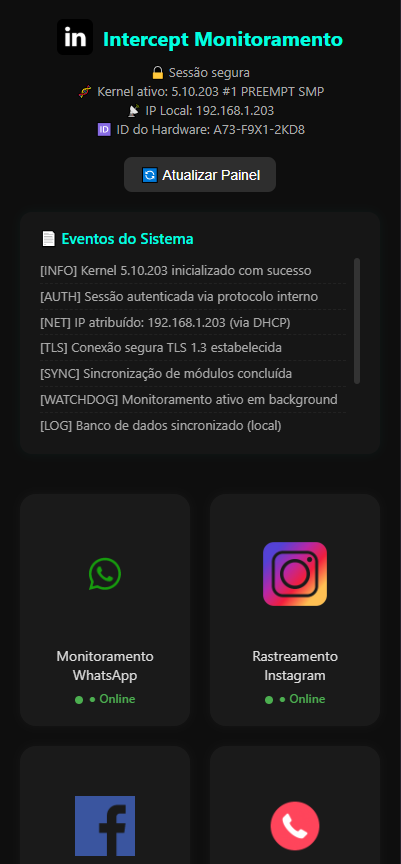 in Intercept Monitoramento
Sessão segura
Kernel ativo: 5.10.203 #1 PREEMPT SMP
IP Local: 192.168.1.203
ID ID do Hardware: A73-F9X1-2KD8
Atualizar Painel
Eventos do Sistema
[INFO] Kernel 5.10.203 inicializado com sucesso
[AUTH] Sessão autenticada via protocolo interno
[NET] IP atribuído: 192.168.1.203 (via DHCP)
[TLS] Conexão segura TLS 1.3 estabelecida
[SYNC] Sincronização de módulos concluída
[WATCHDOG] Monitoramento ativo em background
[LOG] Banco de dados sincronizado (local)
Monitoramento
WhatsApp
● • Online
Rastreamento
Instagram
● • Online